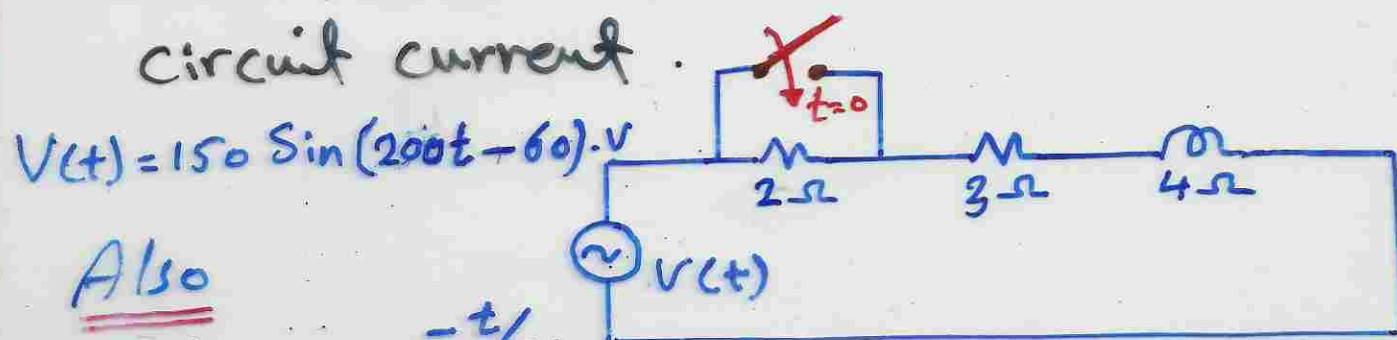 circuit current.
t=0
V(t)=150 Sin(200t-60).V
2Ω 3Ω 4Ω
Also
V(t)
-t/